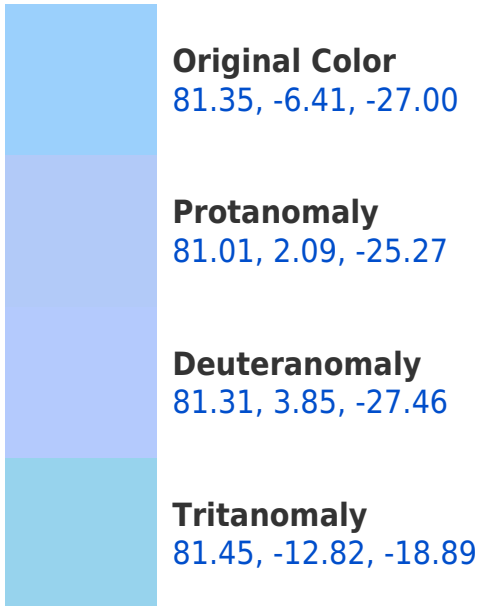 Original Color
81.35, -6.41, -27.00
Protanomaly
81.01, 2.09, -25.27
Deuteranomaly
81.31, 3.85, -27.46
Tritanomaly
81.45, -12.82, -18.89